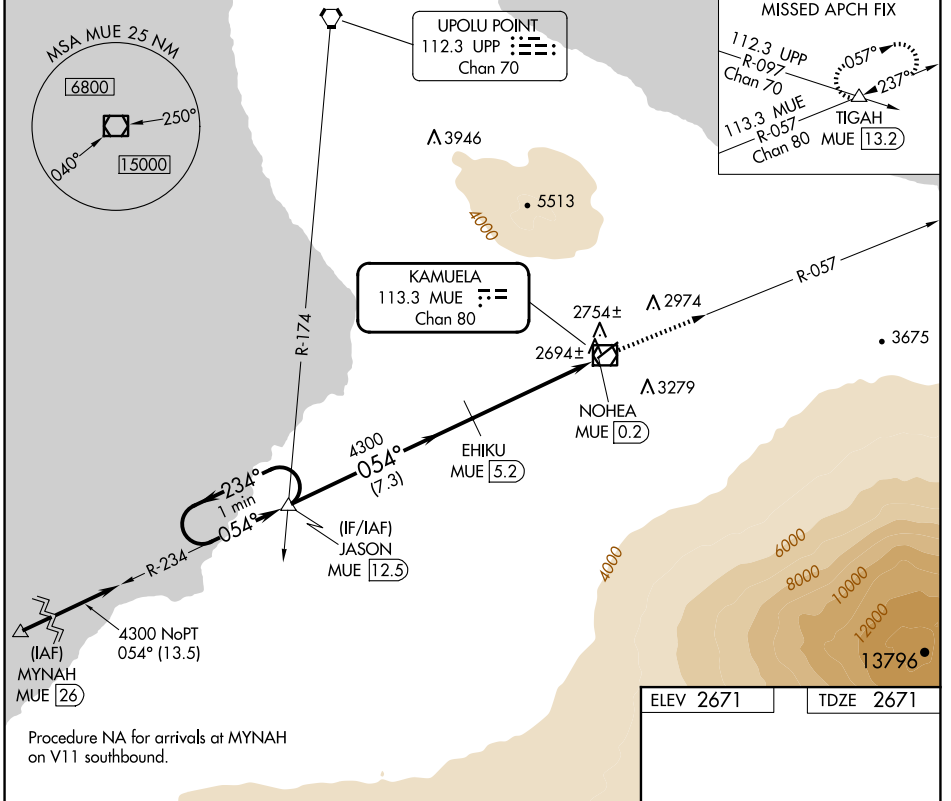 MSA MUE 25 NM
6800
250°
040°
15000
UPOLU POINT
112.3 UPP
Chan 70
MISSED APCH FIX
112.3 UPP
R-097
Chan 70
057°
237°
113.3 MUE
R-057
Chan 80
TIGAH
MUE 13.2
3946
5513
4000
KAMUELA
113.3 MUE
Chan 80
R-174
R-057
2754±
2974
2694±
3675
3279
NOHEA
MUE 0.2
4300
054°
(7.3)
EHIKU
MUE 5.2
234°
1 min
054°
(IF/IAF)
JASON
MUE 12.5
R-234
4300 NoPT
054° (13.5)
(IAF)
MYNAH
MUE 26
4000
6000
8000
10000
12000
13796
Procedure NA for arrivals at MYNAH
on V11 southbound.
ELEV 2671
TDZE 2671